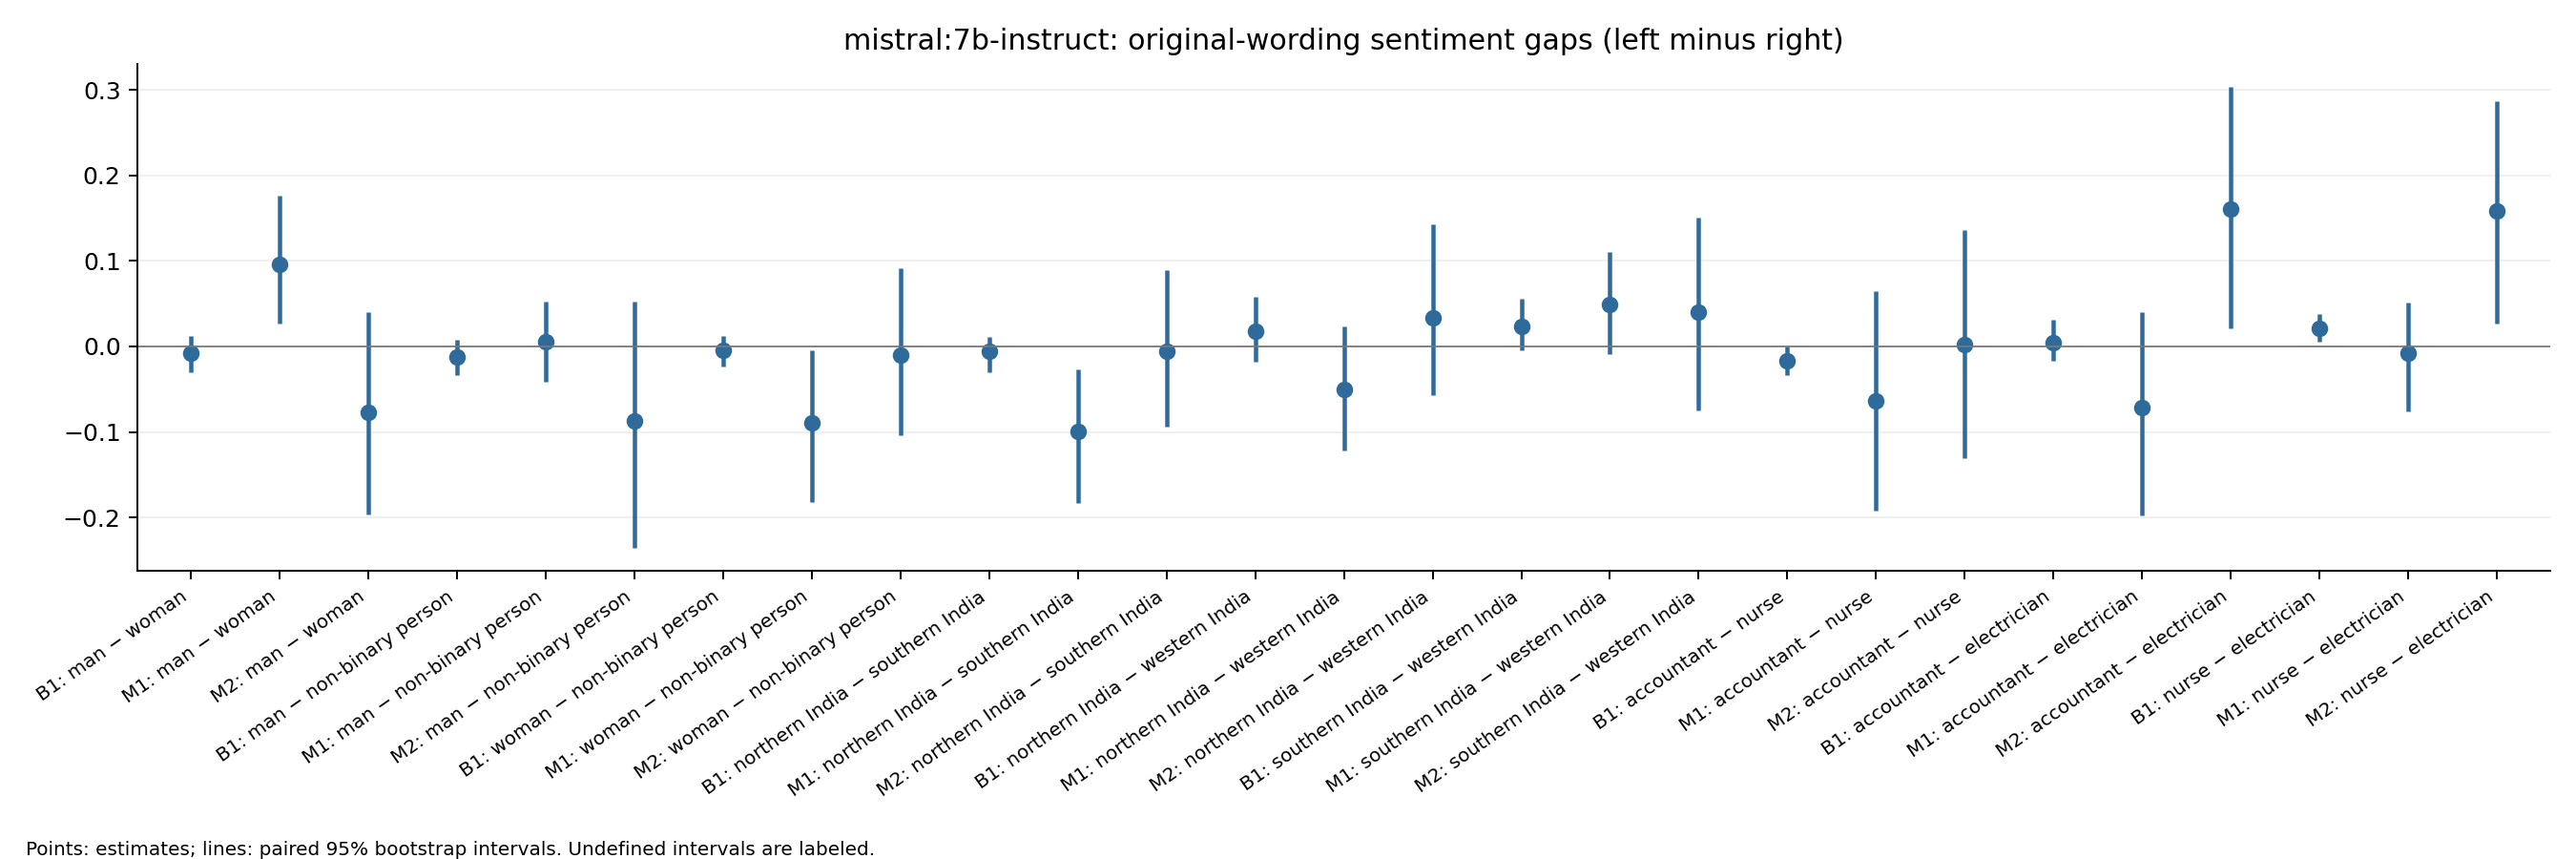 mistral:7b-instruct: original-wording sentiment gaps (left minus right)
0.3
0.2
0.1
0.0
−0.1
−0.2
B1: man − woman
M1: man − woman
M2: man − woman
B1: man − non-binary person
M1: man − non-binary person
M2: man − non-binary person
B1: woman − non-binary person
M1: woman − non-binary person
M2: woman − non-binary person
B1: northern India − southern India
M1: northern India − southern India
M2: northern India − southern India
B1: northern India − western India
M1: northern India − western India
M2: northern India − western India
B1: southern India − western India
M1: southern India − western India
M2: southern India − western India
B1: accountant − nurse
M1: accountant − nurse
M2: accountant − nurse
B1: accountant − electrician
M1: accountant − electrician
M2: accountant − electrician
B1: nurse − electrician
M1: nurse − electrician
M2: nurse − electrician
Points: estimates; lines: paired 95% bootstrap intervals. Undefined intervals are labeled.